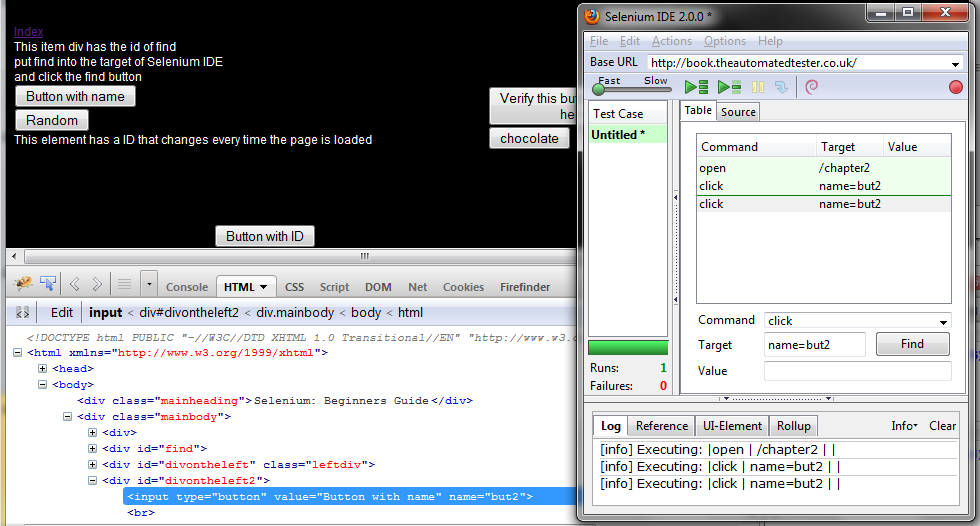 Index
This item div has the id of find
put find into the target of Selenium IDE
and click the find button
Button with name
Random
This element has a ID that changes every time the page is loaded
Verify this bu
he
chocolate
Button with ID
Console HTML CSS Script DOM Net Cookies Firefinder
Edit input < div#divontheleft2 < div.mainbody < body < html
<!DOCTYPE html PUBLIC "-//W3C//DTD XHTML 1.0 Transitional//EN" "http://www.w3.o
<html xmlns="http://www.w3.org/1999/xhtml">
<head>
<body>
<div class="mainheading">Selenium: Beginners Guide</div>
<div class="mainbody">
<div>
<div id="find">
<div id="divontheleft" class="leftdiv">
<div id="divontheleft2">
<input type="button" value="Button with name" name="but2">
<br>
Selenium IDE 2.0.0 *
File Edit Actions Options Help
Base URL http://book.theautomatedtester.co.uk/
Fast Slow
Test Case
Untitled *
Runs: 1
Failures: 0
Table Source
Command Target Value
open /chapter2
click name=but2
click name=but2
Command click
Target name=but2 Find
Value
Log Reference UI-Element Rollup Info Clear
[info] Executing: |open | /chapter2 | |
[info] Executing: |click | name=but2 | |
[info] Executing: |click | name=but2 | |